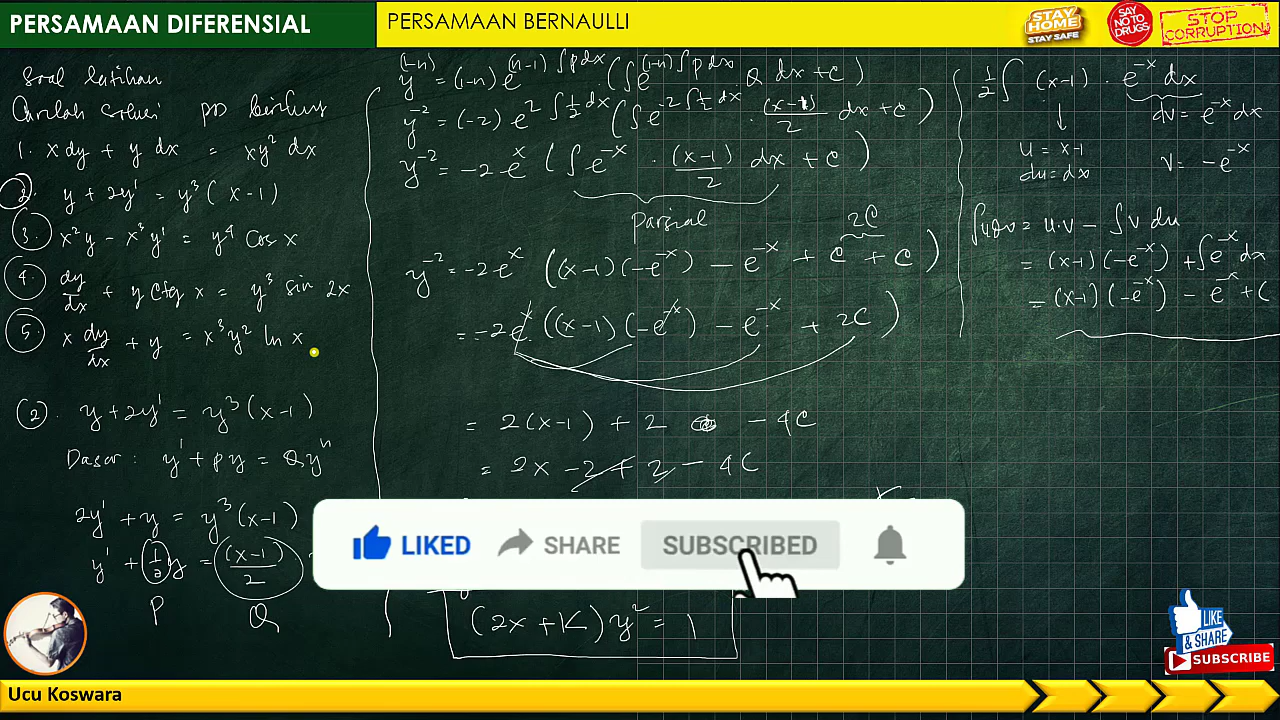 PERSAMAAN DIFERENSIAL
PERSAMAAN BERNAULLI
STAY HOME
STAY SAFE
SAY NO TO DRUGS
STOP CORRUPTION!
Soal latihan
Carilah solusi PD berikut
1. x dy + y dx = xy² dx
2. y + 2y' = y³(x-1)
3. x²y - x³y' = y⁴ cos x
4. dy/dx + y ctg x = y³ sin 2x
5. x dy/dx + y = x³y² ln x
(2). y + 2y' = y³(x-1)
Dasar: y' + py = Qyⁿ
2y' + y = y³(x-1)
y' + 1/2 y = (x-1)/2
P Q
y^(1-n) = (1-n) e^((n-1)∫p dx) (∫e^((1-n)∫p dx) Q dx + C)
y⁻² = (-2) e^(2∫1/2 dx) (∫e^(-2∫1/2 dx) · (x-1)/2 dx + C)
y⁻² = -2 eˣ (∫e⁻ˣ · (x-1)/2 dx + C)
Parsial
2C
y⁻² = -2eˣ ((x-1)(-e⁻ˣ) - e⁻ˣ + C + C)
= -2eˣ ((x-1)(-e⁻ˣ) - e⁻ˣ + 2C)
= 2(x-1) + 2 - 4C
= 2x - 2 + 2 - 4C
(2x + K) y² = 1
1/2 ∫ (x-1) · e⁻ˣ dx
dv = e⁻ˣ dx
u = x-1
du = dx
v = -e⁻ˣ
∫u dv = u.v - ∫v du
= (x-1)(-e⁻ˣ) + ∫e⁻ˣ dx
= (x-1)(-e⁻ˣ) - e⁻ˣ + C
LIKED SHARE SUBSCRIBED
LIKE & SHARE
SUBSCRIBE
Ucu Koswara